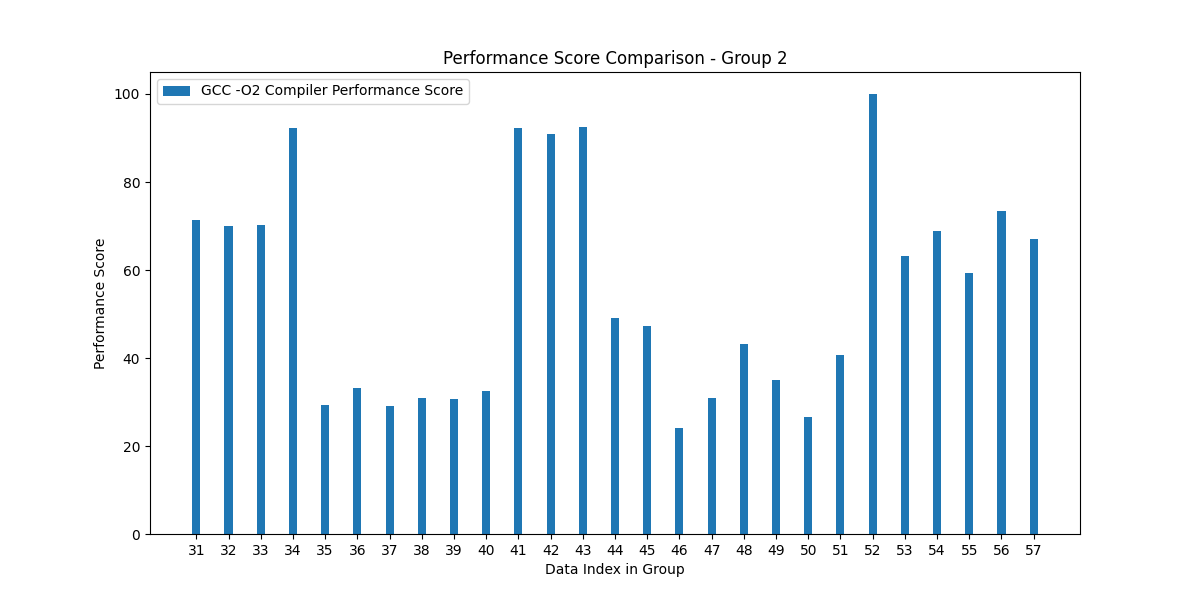 Performance Score Comparison - Group 2
GCC -O2 Compiler Performance Score
100
80
60
40
20
0
Performance Score
31 32 33 34 35 36 37 38 39 40 41 42 43 44 45 46 47 48 49 50 51 52 53 54 55 56 57
Data Index in Group